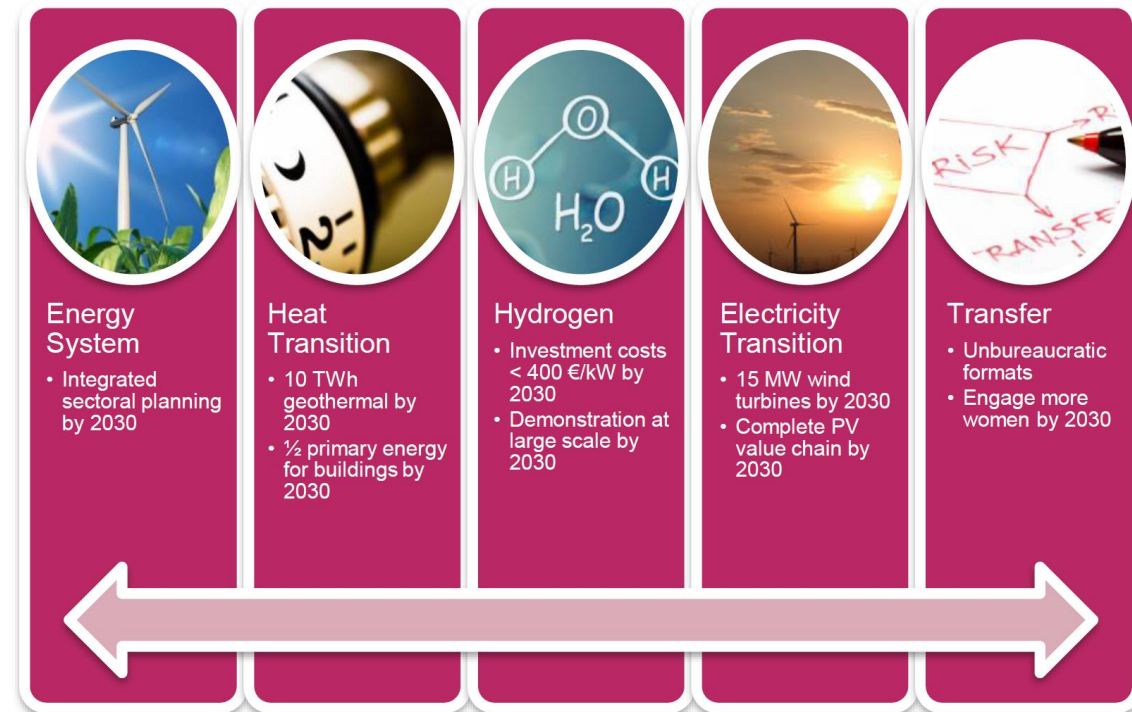 H
O
H
H₂O
RISK
TRANSFE
!
Energy
System
• Integrated
sectoral planning
by 2030
Heat
Transition
• 10 TWh
geothermal by
2030
• ½ primary energy
for buildings by
2030
Hydrogen
• Investment costs
< 400 €/kW by
2030
• Demonstration at
large scale by
2030
Electricity
Transition
• 15 MW wind
turbines by 2030
• Complete PV
value chain by
2030
Transfer
• Unbureaucratic
formats
• Engage more
women by 2030